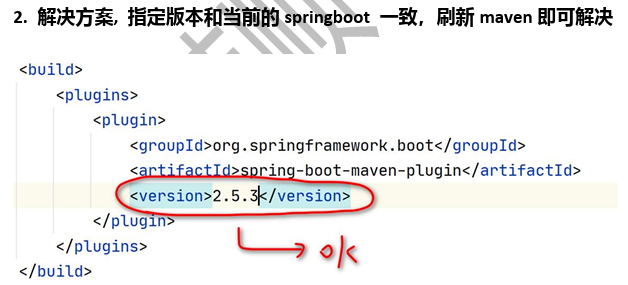 2. 解决方案, 指定版本和当前的 springboot 一致，刷新 maven 即可解决
<build>
<plugins>
<plugin>
<groupId>org.springframework.boot</groupId>
<artifactId>spring-boot-maven-plugin</artifactId>
<version>2.5.3</version>
</plugin>
ok
</plugins>
</build>